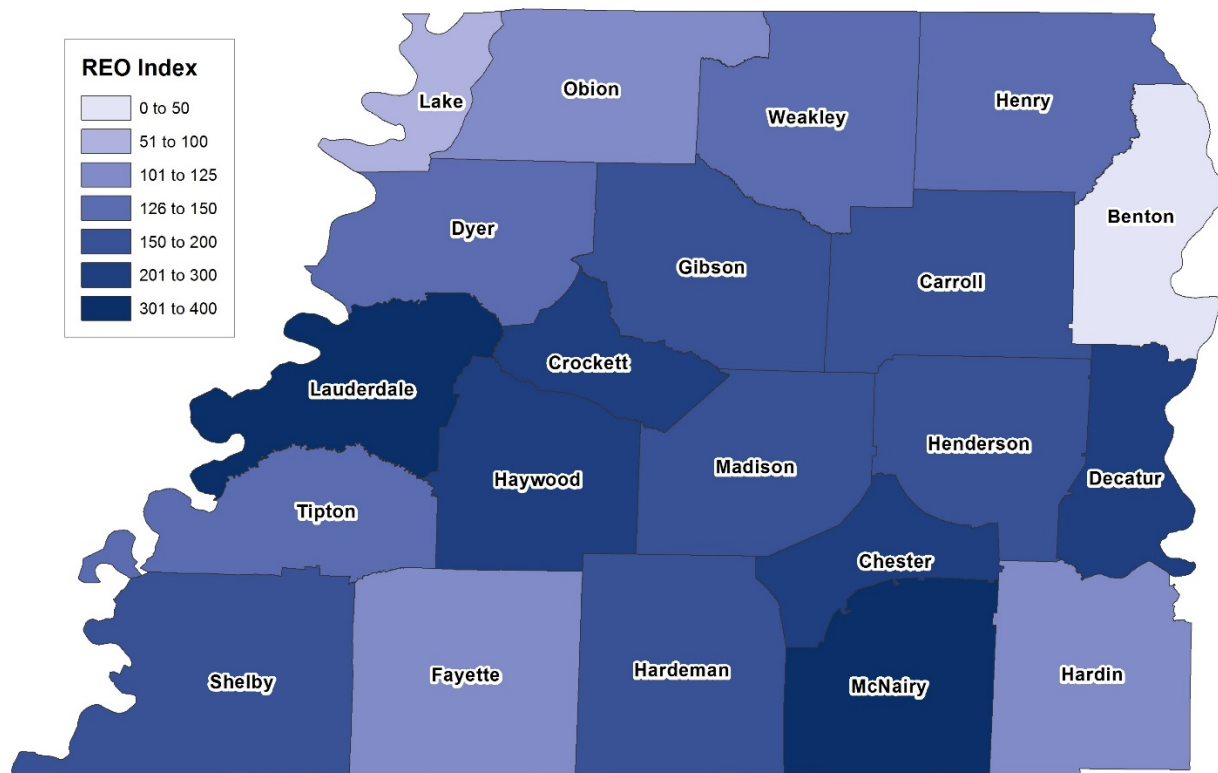 REO Index
0 to 50
51 to 100
101 to 125
126 to 150
150 to 200
201 to 300
301 to 400
Lake
Obion
Weakley
Henry
Benton
Dyer
Gibson
Carroll
Crockett
Lauderdale
Haywood
Madison
Henderson
Decatur
Tipton
Chester
Shelby
Fayette
Hardeman
McNairy
Hardin